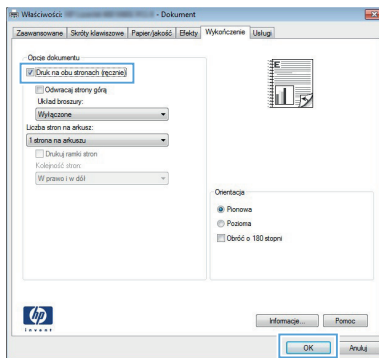 Właściwości: - Dokument
Zaawansowane Skróty klawiszowe Papier/jakość Efekty Wykończenie Usługi
Opcje dokumentu
Druk na obu stronach (ręcznie)
Odwracaj strony górą
Układ broszury:
Wyłączone
Liczba stron na arkusz:
1 strona na arkuszu
Drukuj ramki stron
Kolejność stron:
W prawo i w dół
E
Orientacja
Pionowa
Pozioma
Obróć o 180 stopni
hp
invent
Informacje... Pomoc
OK Anuluj